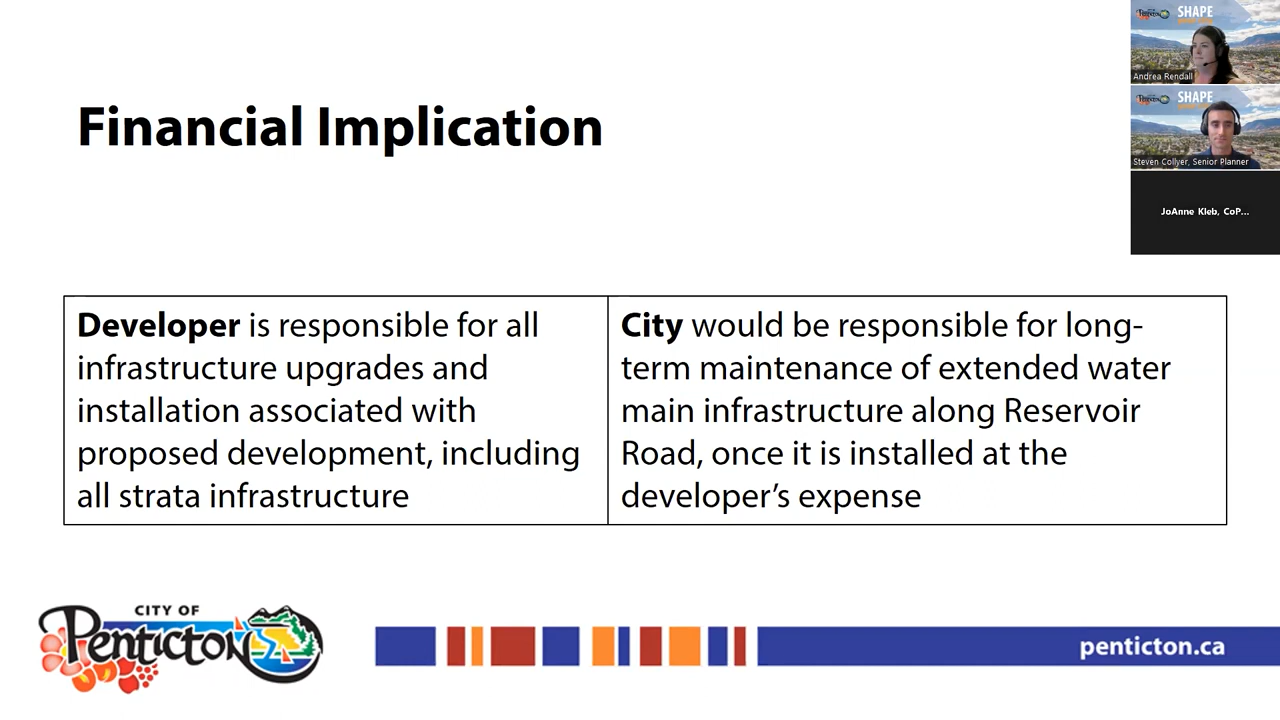 SHAPE
Andrea Rendall
SHAPE
Steven Collyer, Senior Planner
JoAnne Kleb, CoP...
Financial Implication
Developer is responsible for all
infrastructure upgrades and
installation associated with
proposed development, including
all strata infrastructure
City would be responsible for long-
term maintenance of extended water
main infrastructure along Reservoir
Road, once it is installed at the
developer's expense
CITY OF
Penticton
penticton.ca